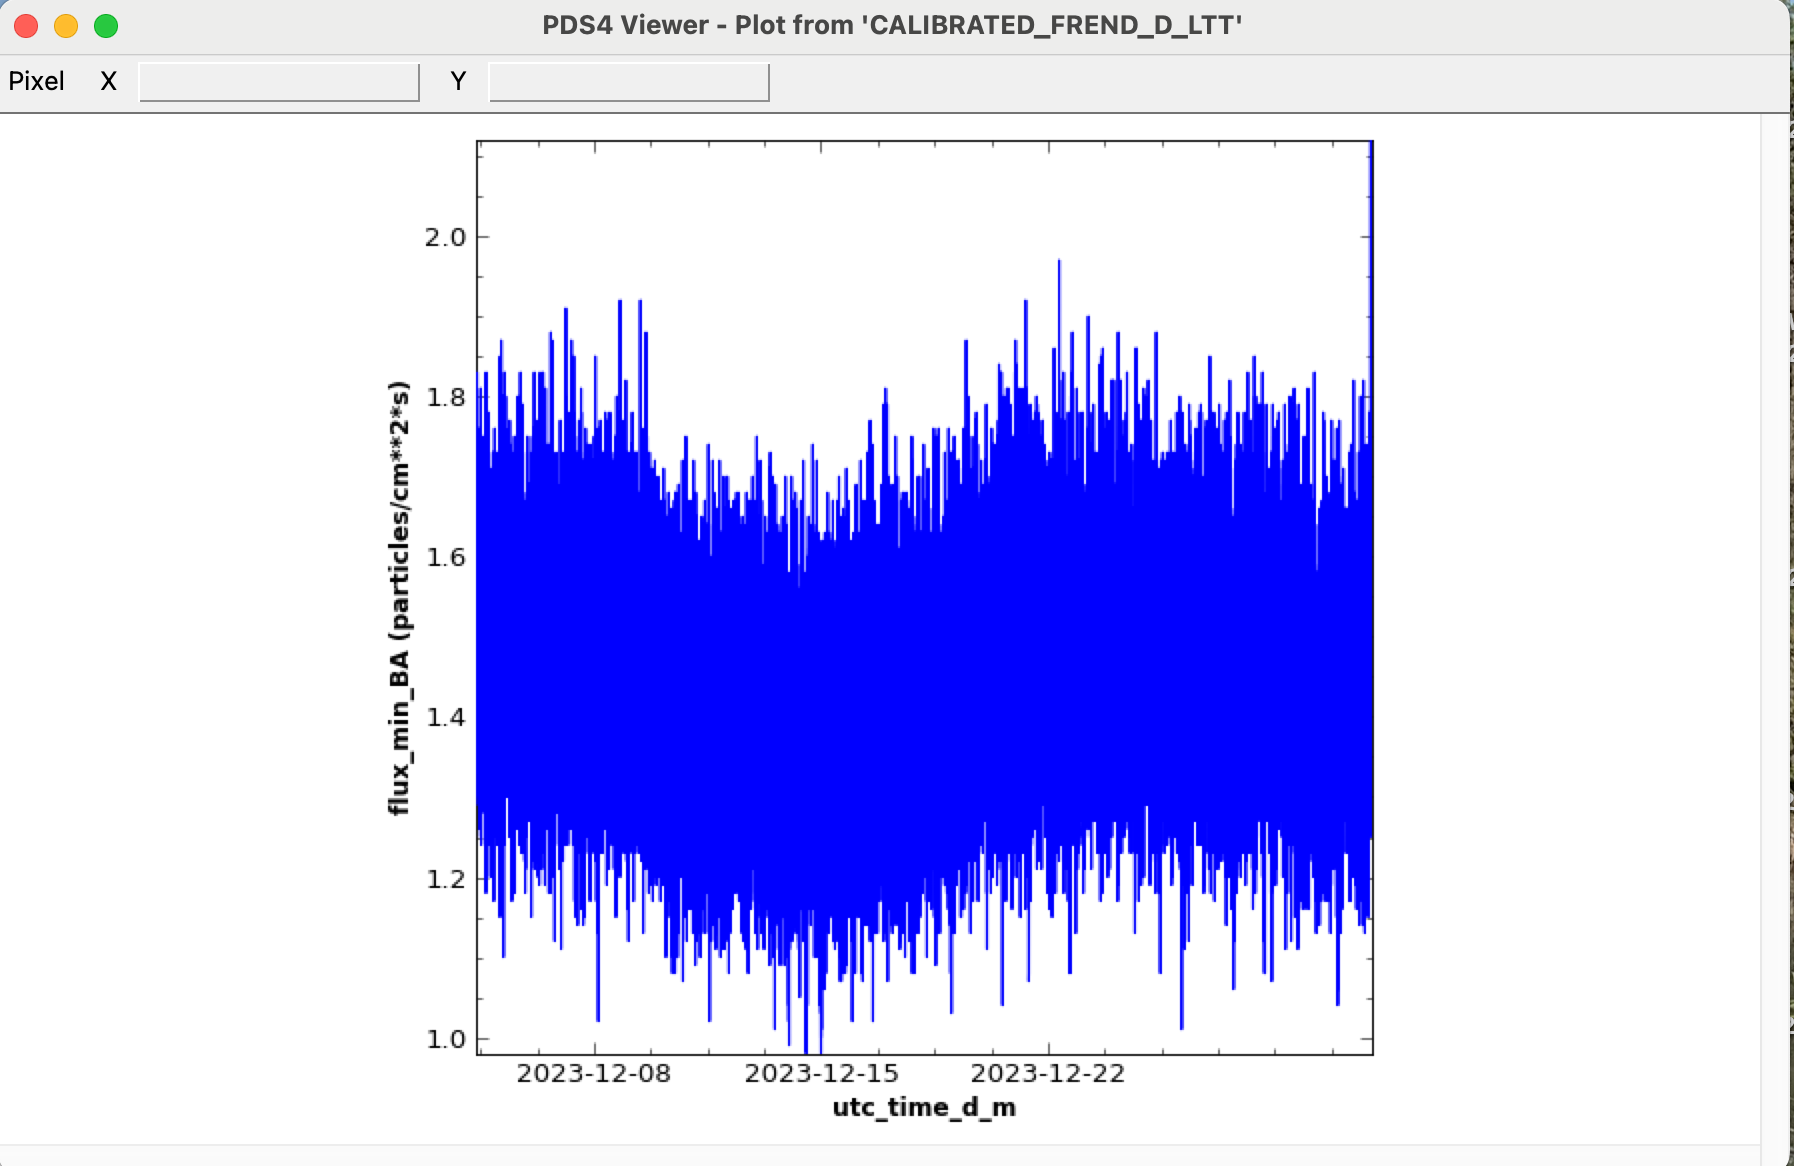 PDS4 Viewer - Plot from 'CALIBRATED_FREND_D_LTT'
Pixel X Y
2.0
1.8
1.6
1.4
1.2
1.0
flux_min_BA (particles/cm**2*s)
2023-12-08 2023-12-15 2023-12-22
utc_time_d_m